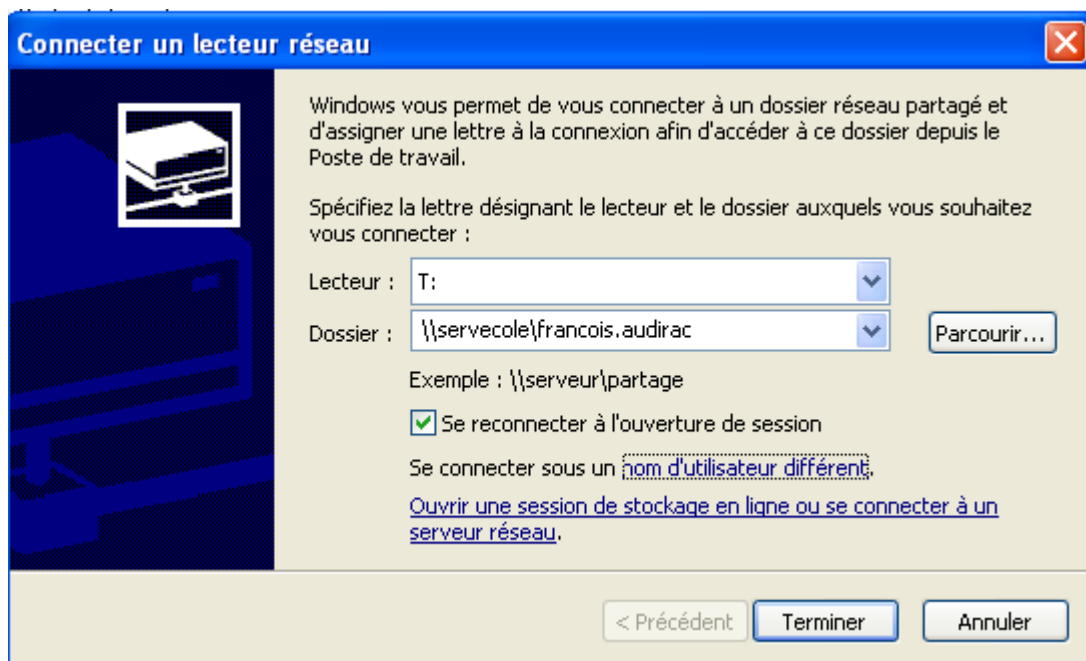 Connecter un lecteur réseau
Windows vous permet de vous connecter à un dossier réseau partagé et
d'assigner une lettre à la connexion afin d'accéder à ce dossier depuis le
Poste de travail.
Spécifiez la lettre désignant le lecteur et le dossier auxquels vous souhaitez
vous connecter :
Lecteur : T:
Dossier : \\servecole\francois.audirac Parcourir...
Exemple : \\serveur\partage
Se reconnecter à l'ouverture de session
Se connecter sous un nom d'utilisateur différent.
Ouvrir une session de stockage en ligne ou se connecter à un
serveur réseau.
< Précédent Terminer Annuler